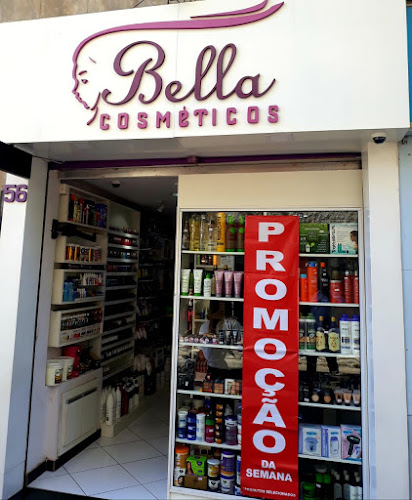 Bella
COSMÉTICOS
56
PROMOÇÃO
DA
SEMANA